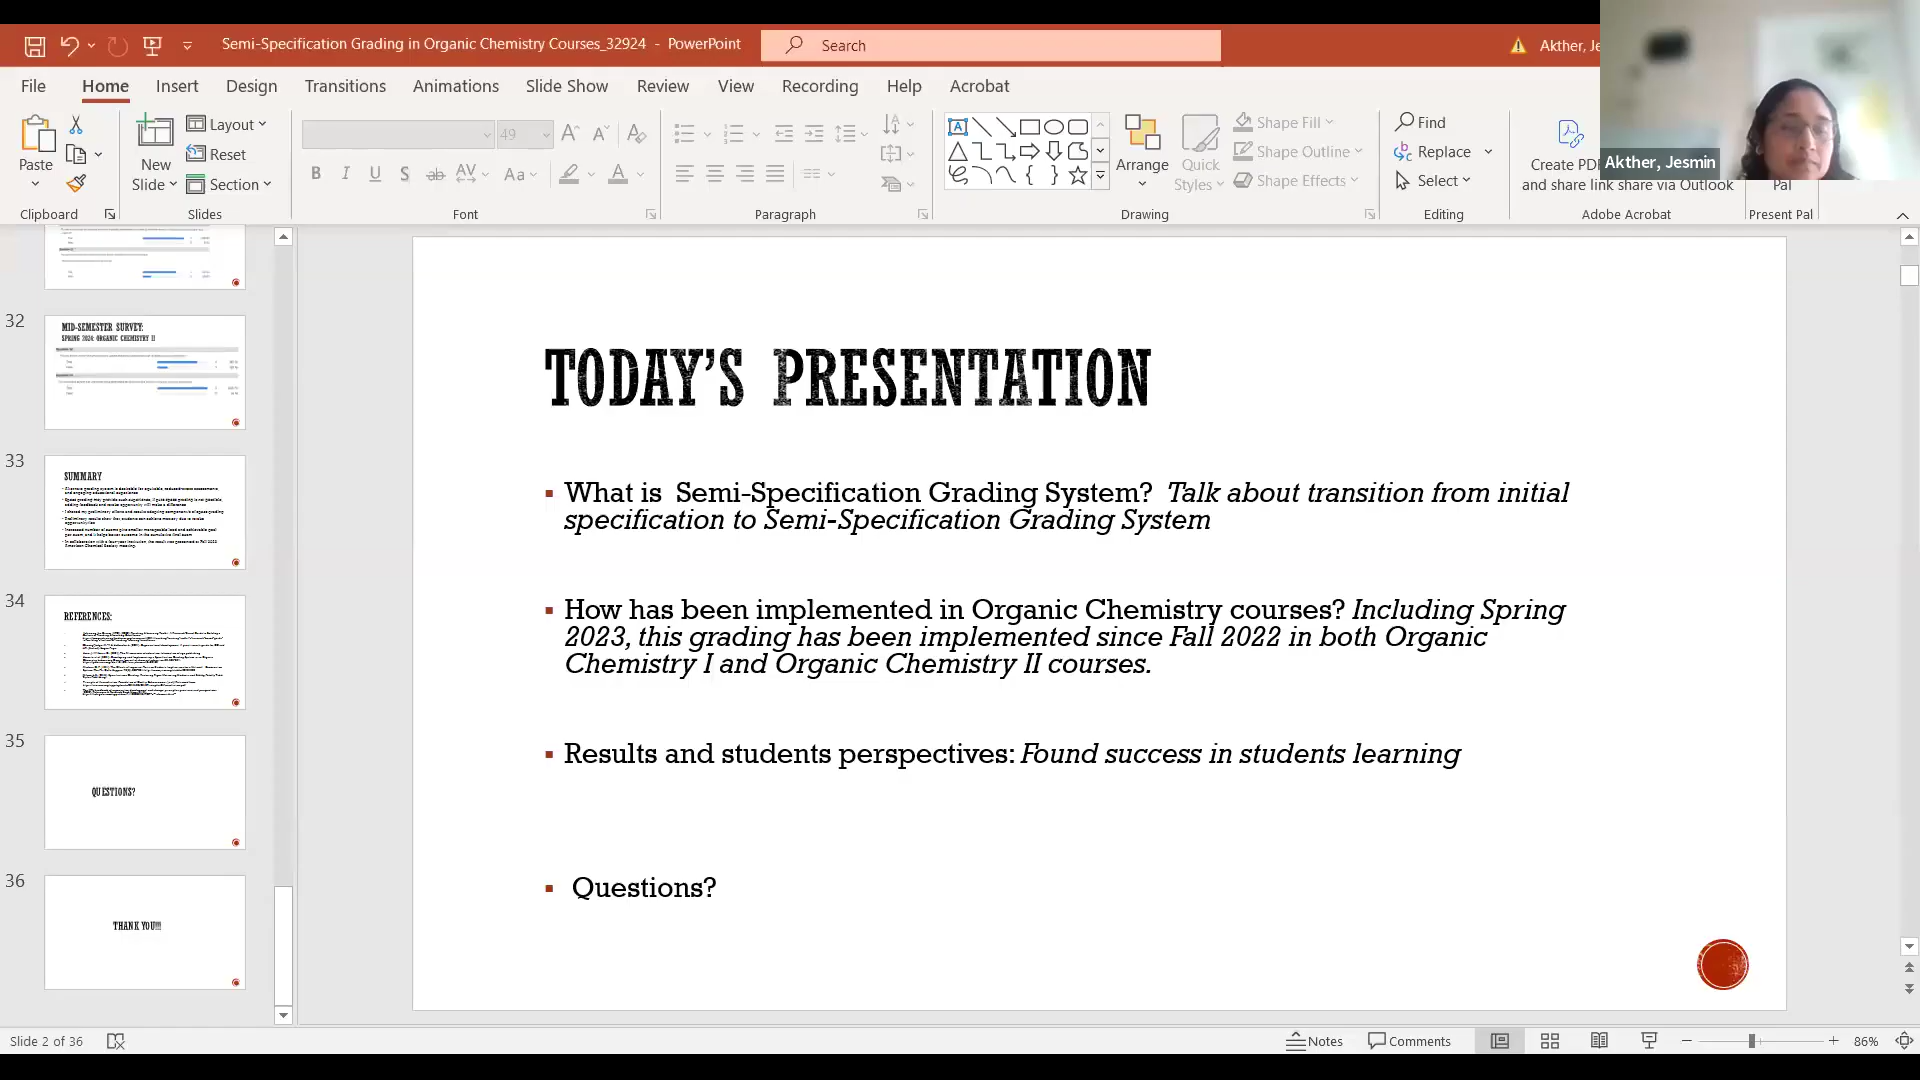 Semi-Specification Grading in Organic Chemistry Courses_32924 - PowerPoint
Search
Akther, Je
File Home Insert Design Transitions Animations Slide Show Review View Recording Help Acrobat
Paste
Clipboard
New
Slide
Layout
Reset
Section
Slides
49
B I U S ab AV Aa A
Font
Paragraph
Arrange
Quick
Styles
Shape Fill
Shape Outline
Shape Effects
Drawing
Find
Replace
Select
Editing
Create PDF
and share link share via Outlook
Adobe Acrobat
Pal
Present Pal
Akther, Jesmin
32
MID-SEMESTER SURVEY:
SPRING 2024: ORGANIC CHEMISTRY II
33
SUMMARY
34
REFERENCES:
35
QUESTIONS?
36
THANK YOU!!!
TODAY'S PRESENTATION
▪ What is Semi-Specification Grading System? Talk about transition from initial
specification to Semi-Specification Grading System
▪ How has been implemented in Organic Chemistry courses? Including Spring
2023, this grading has been implemented since Fall 2022 in both Organic
Chemistry I and Organic Chemistry II courses.
▪ Results and students perspectives: Found success in students learning
▪ Questions?
Slide 2 of 36
Notes
Comments
86%